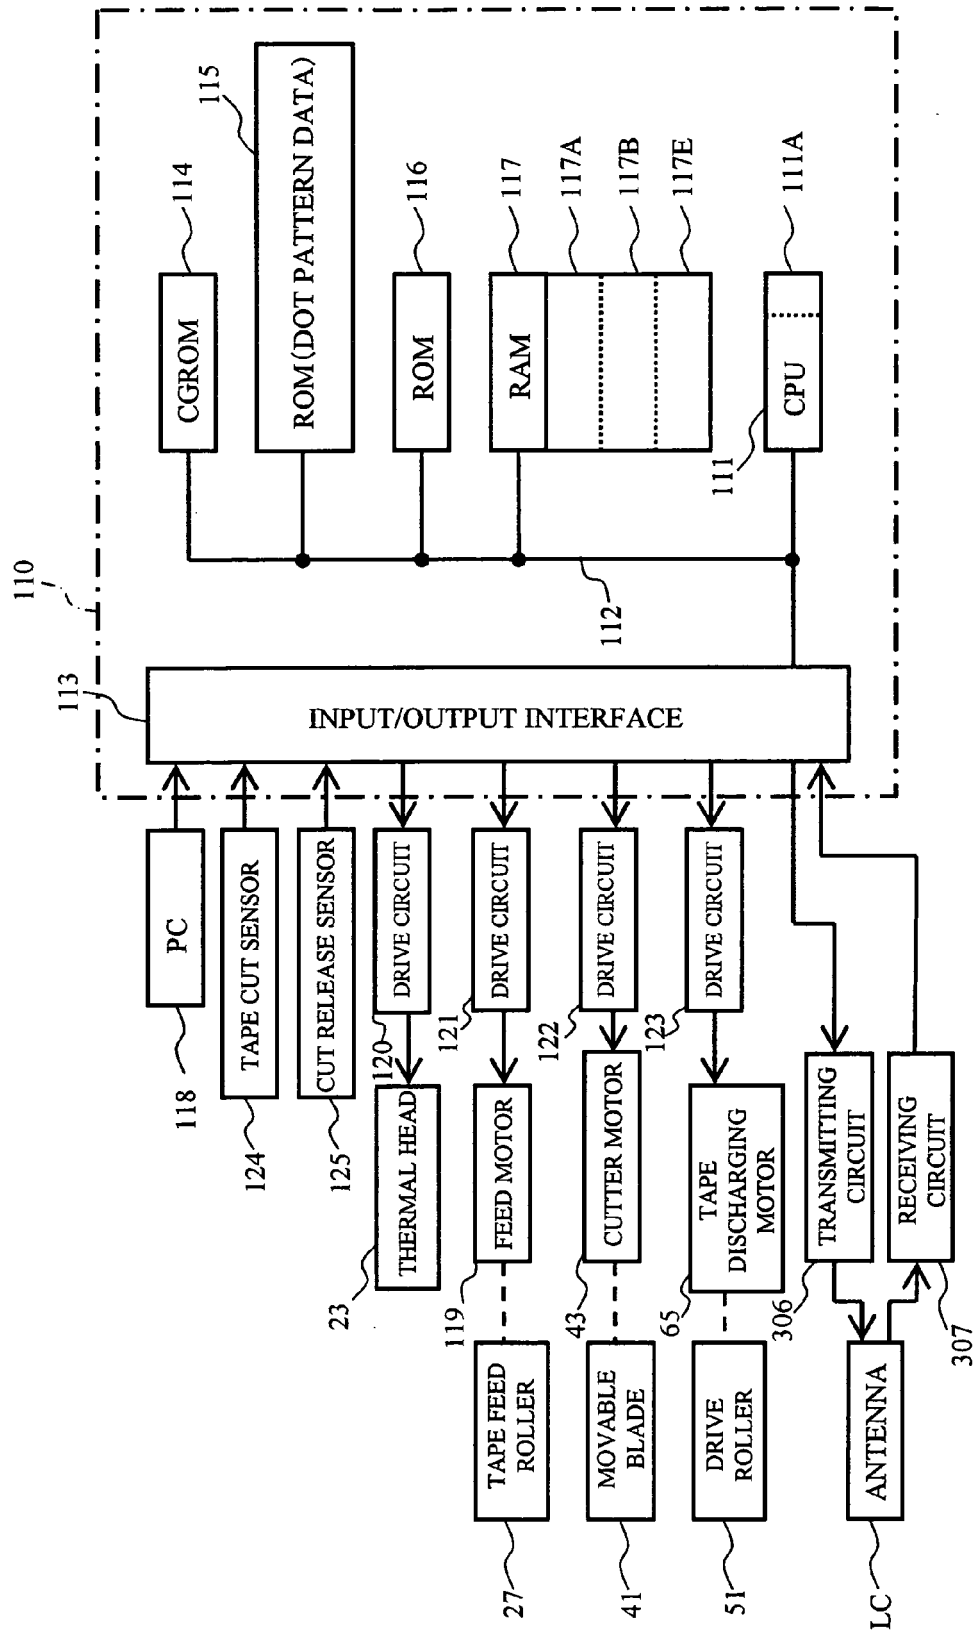 110
113
INPUT/OUTPUT INTERFACE
112
CGROM
114
ROM(DOT PATTERN DATA)
115
ROM
116
RAM
117
117A
117B
117E
CPU
111
111A
PC
118
TAPE CUT SENSOR
124
CUT RELEASE SENSOR
125
DRIVE CIRCUIT
120
THERMAL HEAD
23
DRIVE CIRCUIT
121
FEED MOTOR
119
TAPE FEED
ROLLER
27
DRIVE CIRCUIT
122
CUTTER MOTOR
43
MOVABLE
BLADE
41
DRIVE CIRCUIT
123
TAPE
DISCHARGING
MOTOR
65
DRIVE
ROLLER
51
TRANSMITTING
CIRCUIT
306
RECEIVING
CIRCUIT
307
ANTENNA
LC